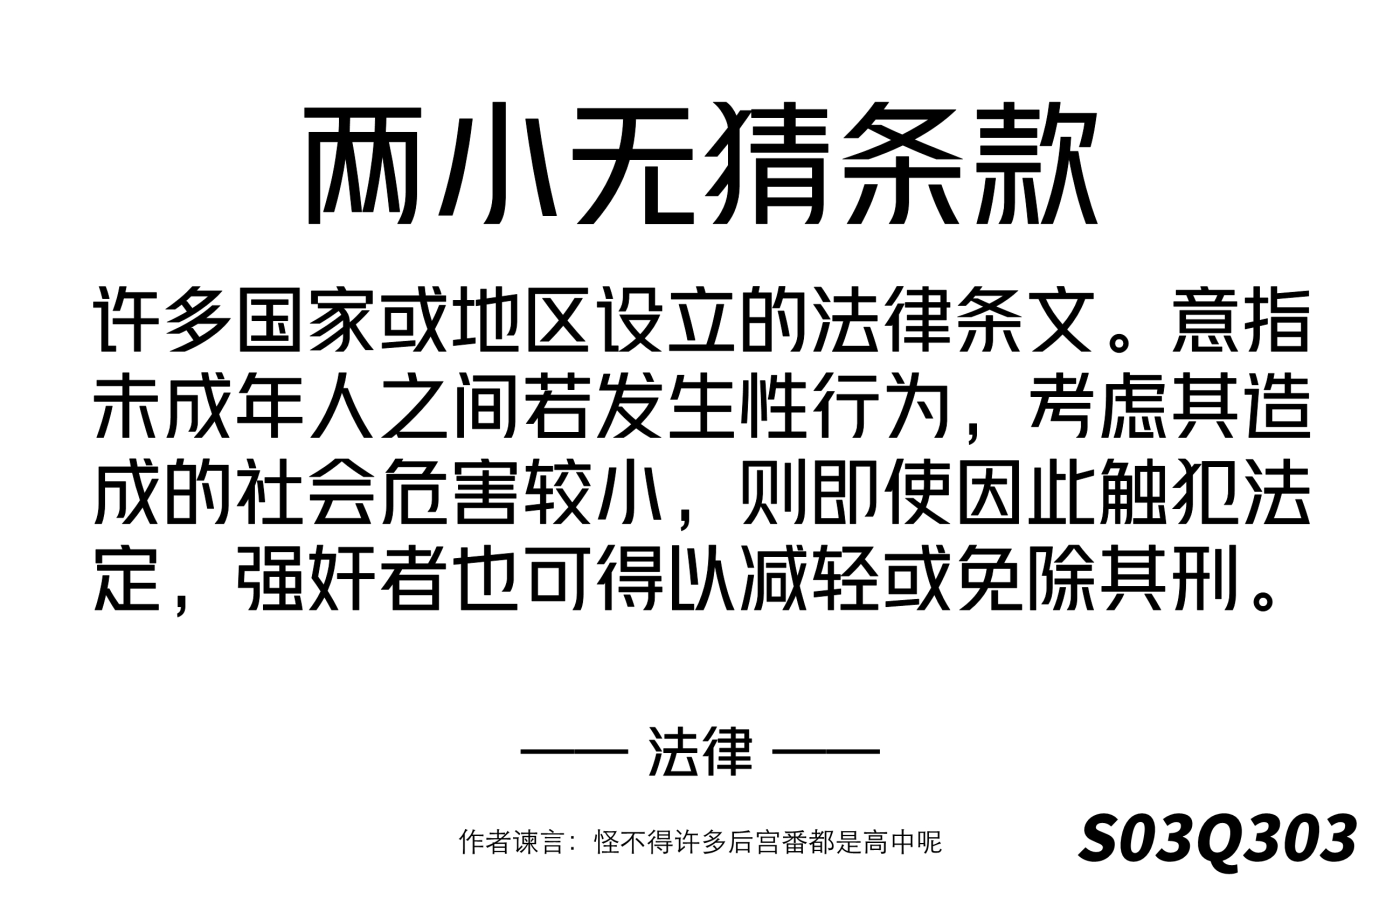 两小无猜条款
许多国家或地区设立的法律条文。意指
未成年人之间若发生性行为，考虑其造
成的社会危害较小，则即使因此触犯法
定，强奸者也可得以减轻或免除其刑。
—— 法律 ——
作者谏言：怪不得许多后宫番都是高中呢
S03Q303